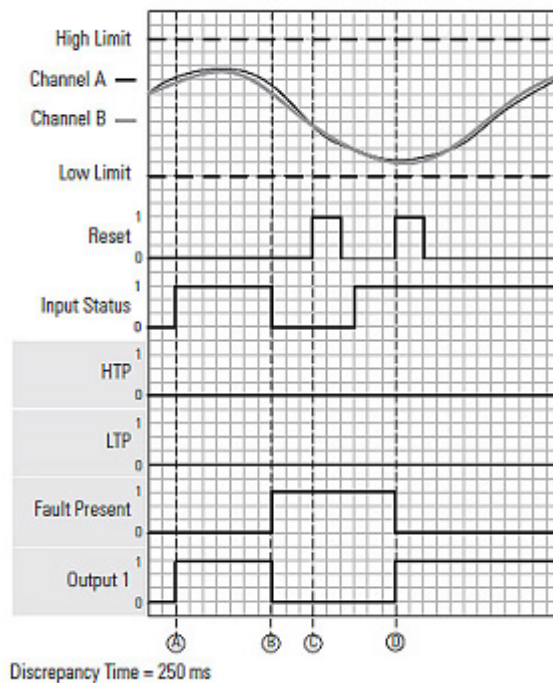 High Limit
Channel A
Channel B
Low Limit
Reset 1 0
Input Status 1 0
HTP 1 0
LTP 1 0
Fault Present 1 0
Output 1 1 0
A B C D
Discrepancy Time = 250 ms